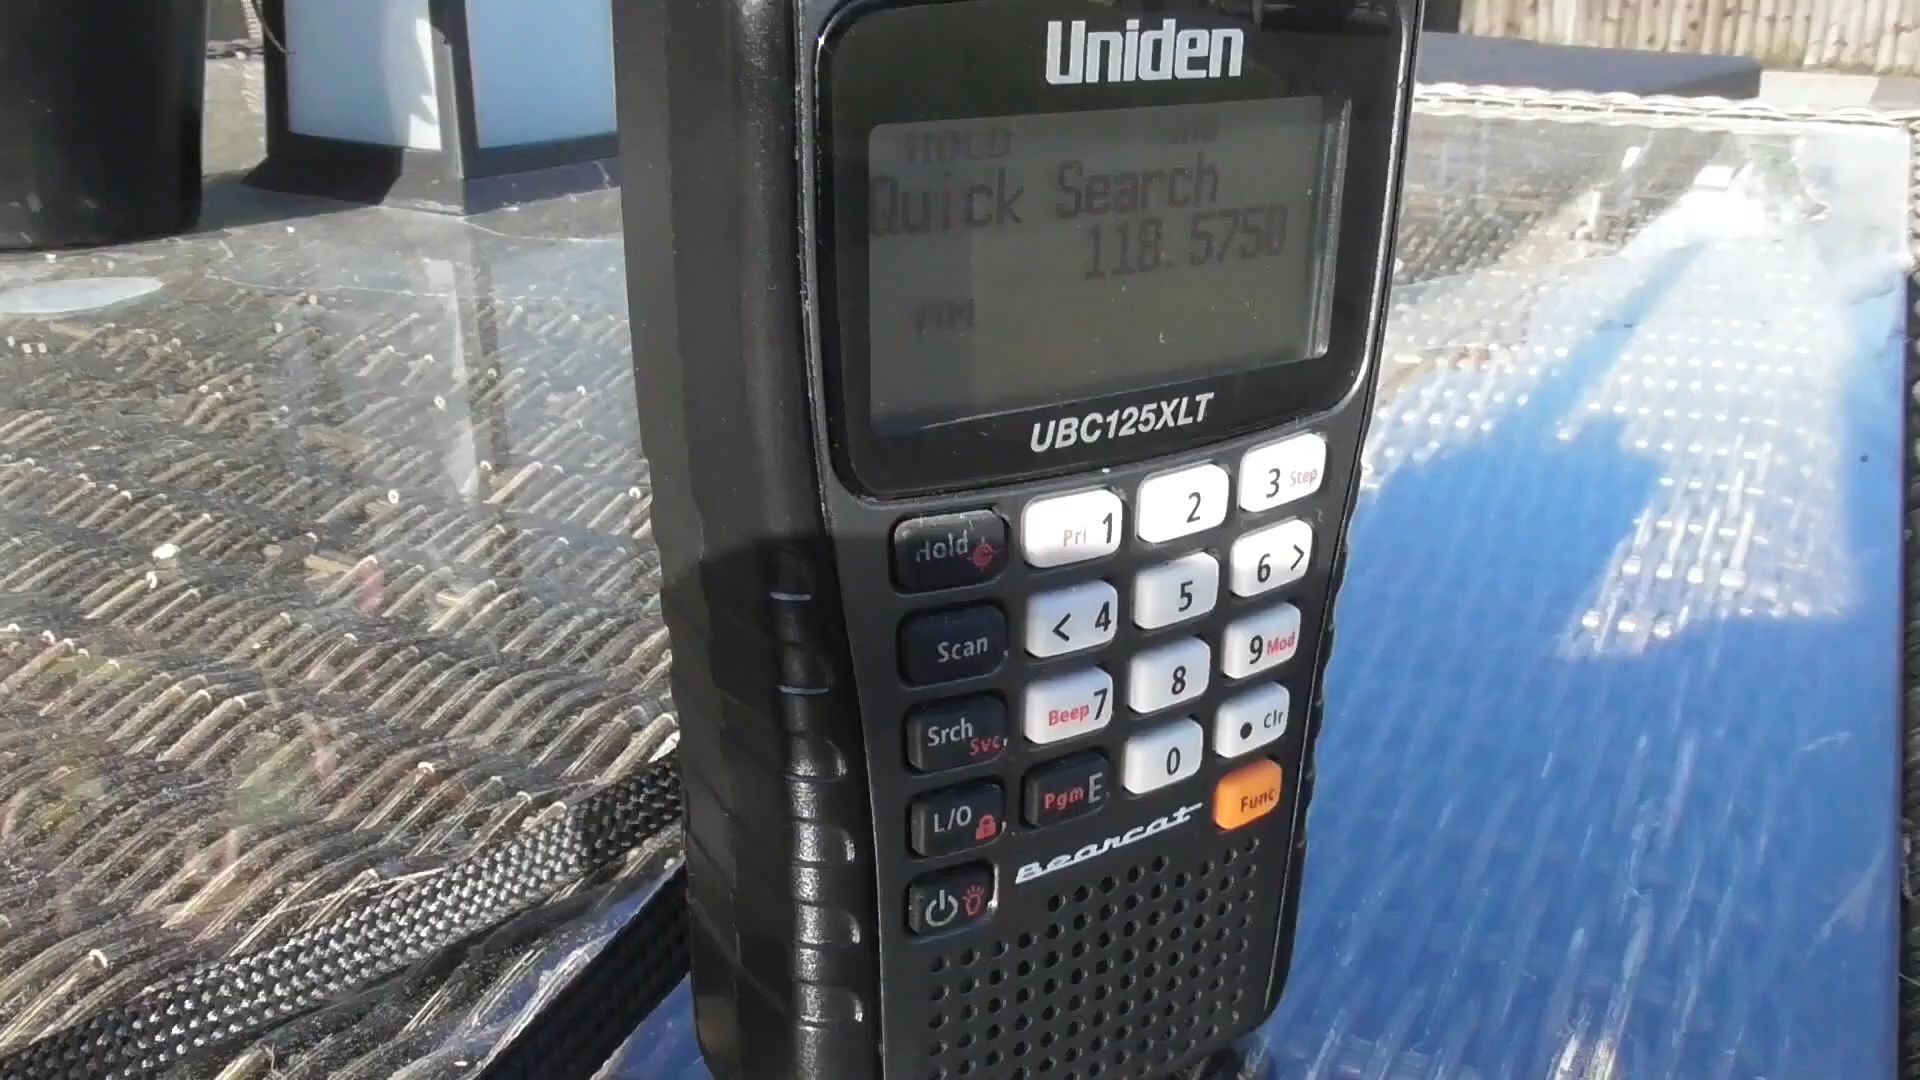 Uniden
HOLD
Quick Search
118.5750
AM
UBC125XLT
Hold
Pri 1
2
3 Step
Scan
< 4
5
6 >
Srch Svc
Beep 7
8
9 Mod
L/O
Pgm E
0
• Clr
Func
Bearcat